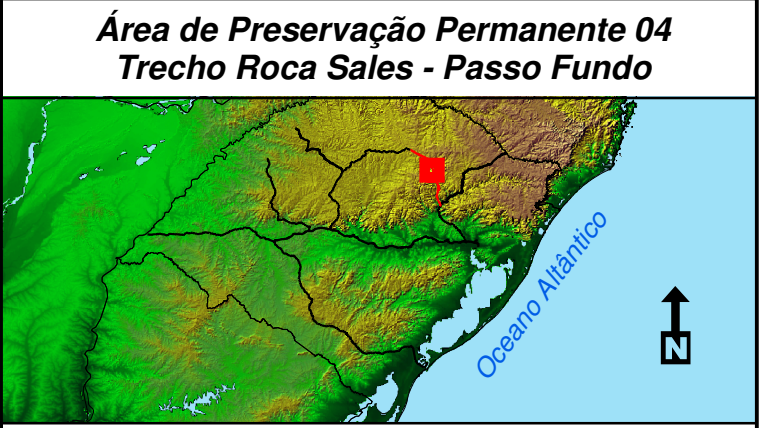 Área de Preservação Permanente 04
Trecho Roca Sales - Passo Fundo
Oceano Altântico
N